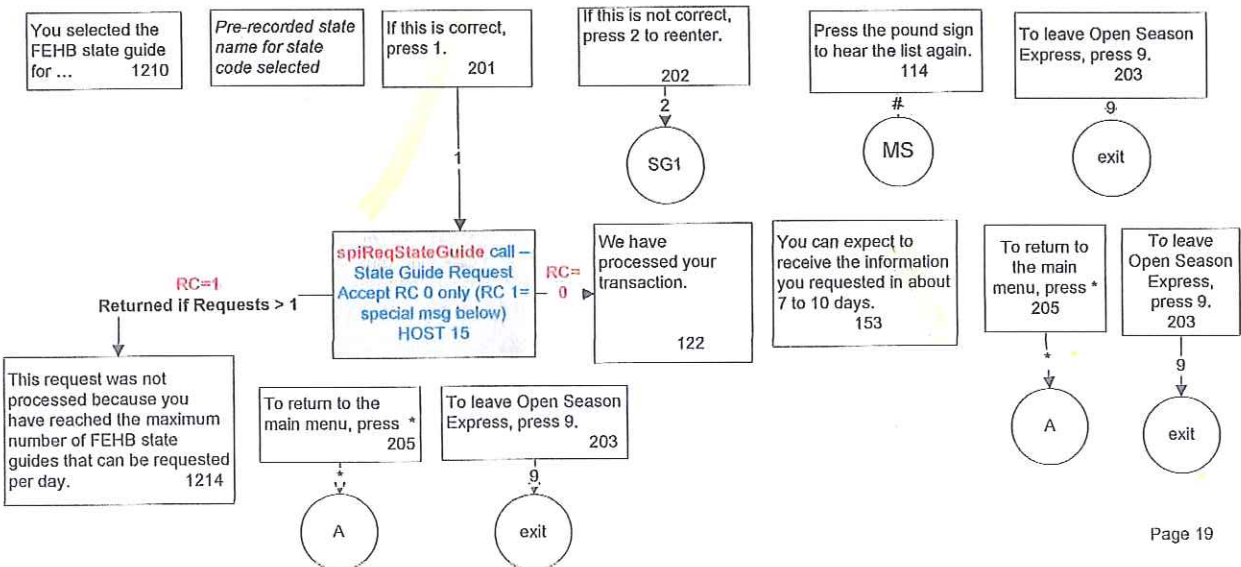 You selected the
FEHB state guide
for ... 1210
Pre-recorded state
name for state
code selected
If this is correct,
press 1.
201
If this is not correct,
press 2 to reenter.
202
Press the pound sign
to hear the list again.
114
To leave Open Season
Express, press 9.
203
2
#
9
SG1
MS
exit
1
spiReqStateGuide call –
State Guide Request
Accept RC 0 only (RC 1=
special msg below)
HOST 15
RC=1
Returned if Requests > 1
RC=
0
We have
processed your
transaction.
122
You can expect to
receive the information
you requested in about
7 to 10 days.
153
To return to
the main
menu, press *
205
To leave
Open Season
Express,
press 9.
203
*
9
A
exit
This request was not
processed because you
have reached the maximum
number of FEHB state
guides that can be requested
per day. 1214
To return to the
main menu, press *
205
To leave Open Season
Express, press 9.
203
*
9
A
exit
Page 19